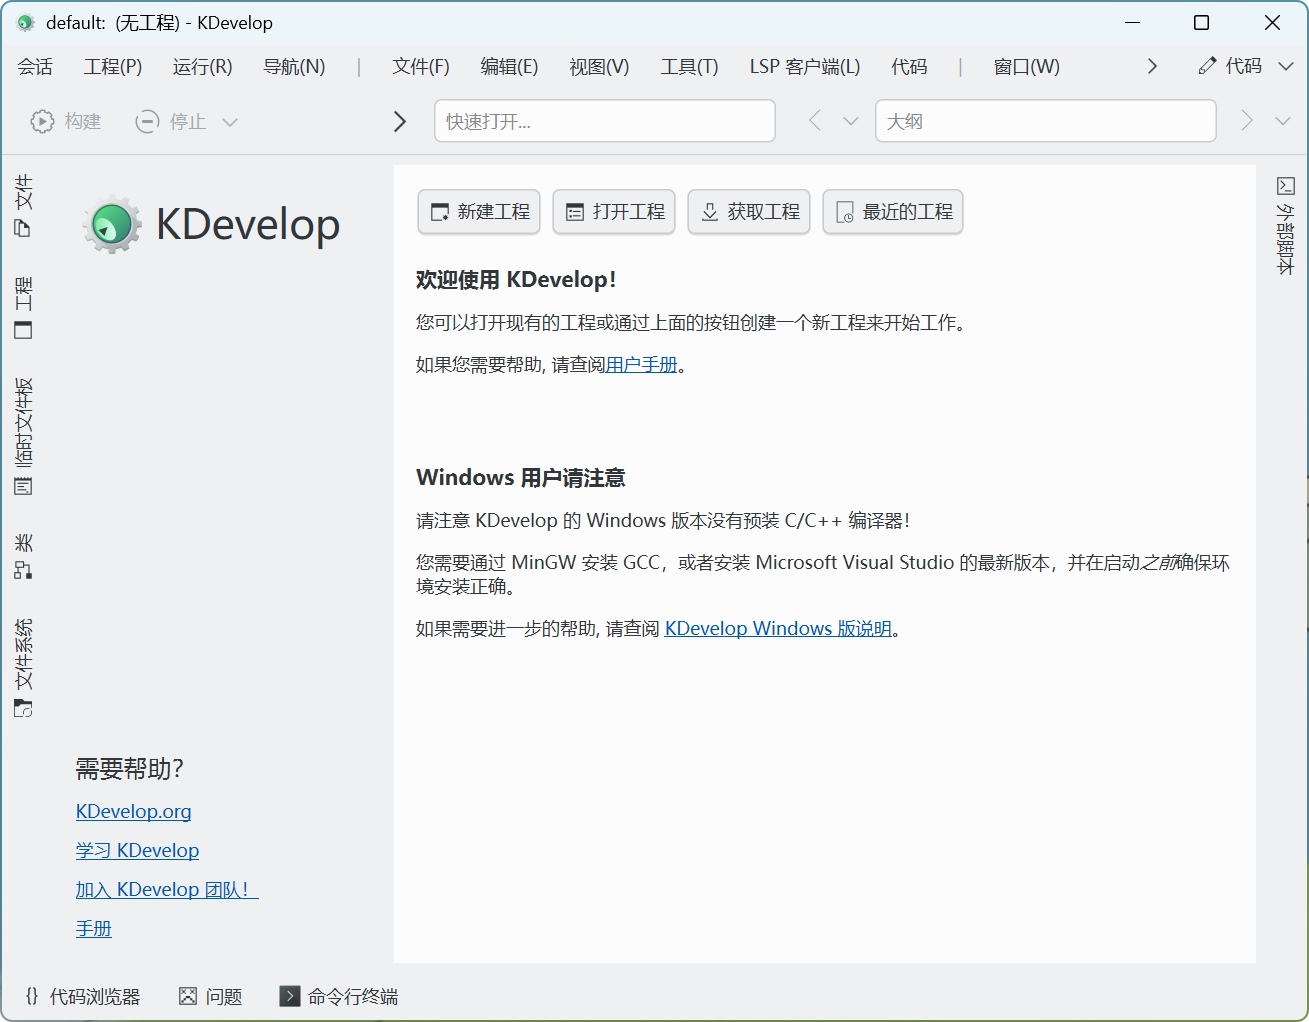 default: (无工程) - KDevelop
会话 工程(P) 运行(R) 导航(N) | 文件(F) 编辑(E) 视图(V) 工具(T) LSP 客户端(L) 代码 | 窗口(W) 代码
构建 停止 快速打开... 大纲
文件
工程
临时文件板
类
文件系统
KDevelop
需要帮助？
KDevelop.org
学习 KDevelop
加入 KDevelop 团队！
手册
新建工程 打开工程 获取工程 最近的工程
欢迎使用 KDevelop！
您可以打开现有的工程或通过上面的按钮创建一个新工程来开始工作。
如果您需要帮助, 请查阅用户手册。
Windows 用户请注意
请注意 KDevelop 的 Windows 版本没有预装 C/C++ 编译器！
您需要通过 MinGW 安装 GCC，或者安装 Microsoft Visual Studio 的最新版本，并在启动之前确保环
境安装正确。
如果需要进一步的帮助, 请查阅 KDevelop Windows 版说明。
外部脚本
{} 代码浏览器 问题 命令行终端